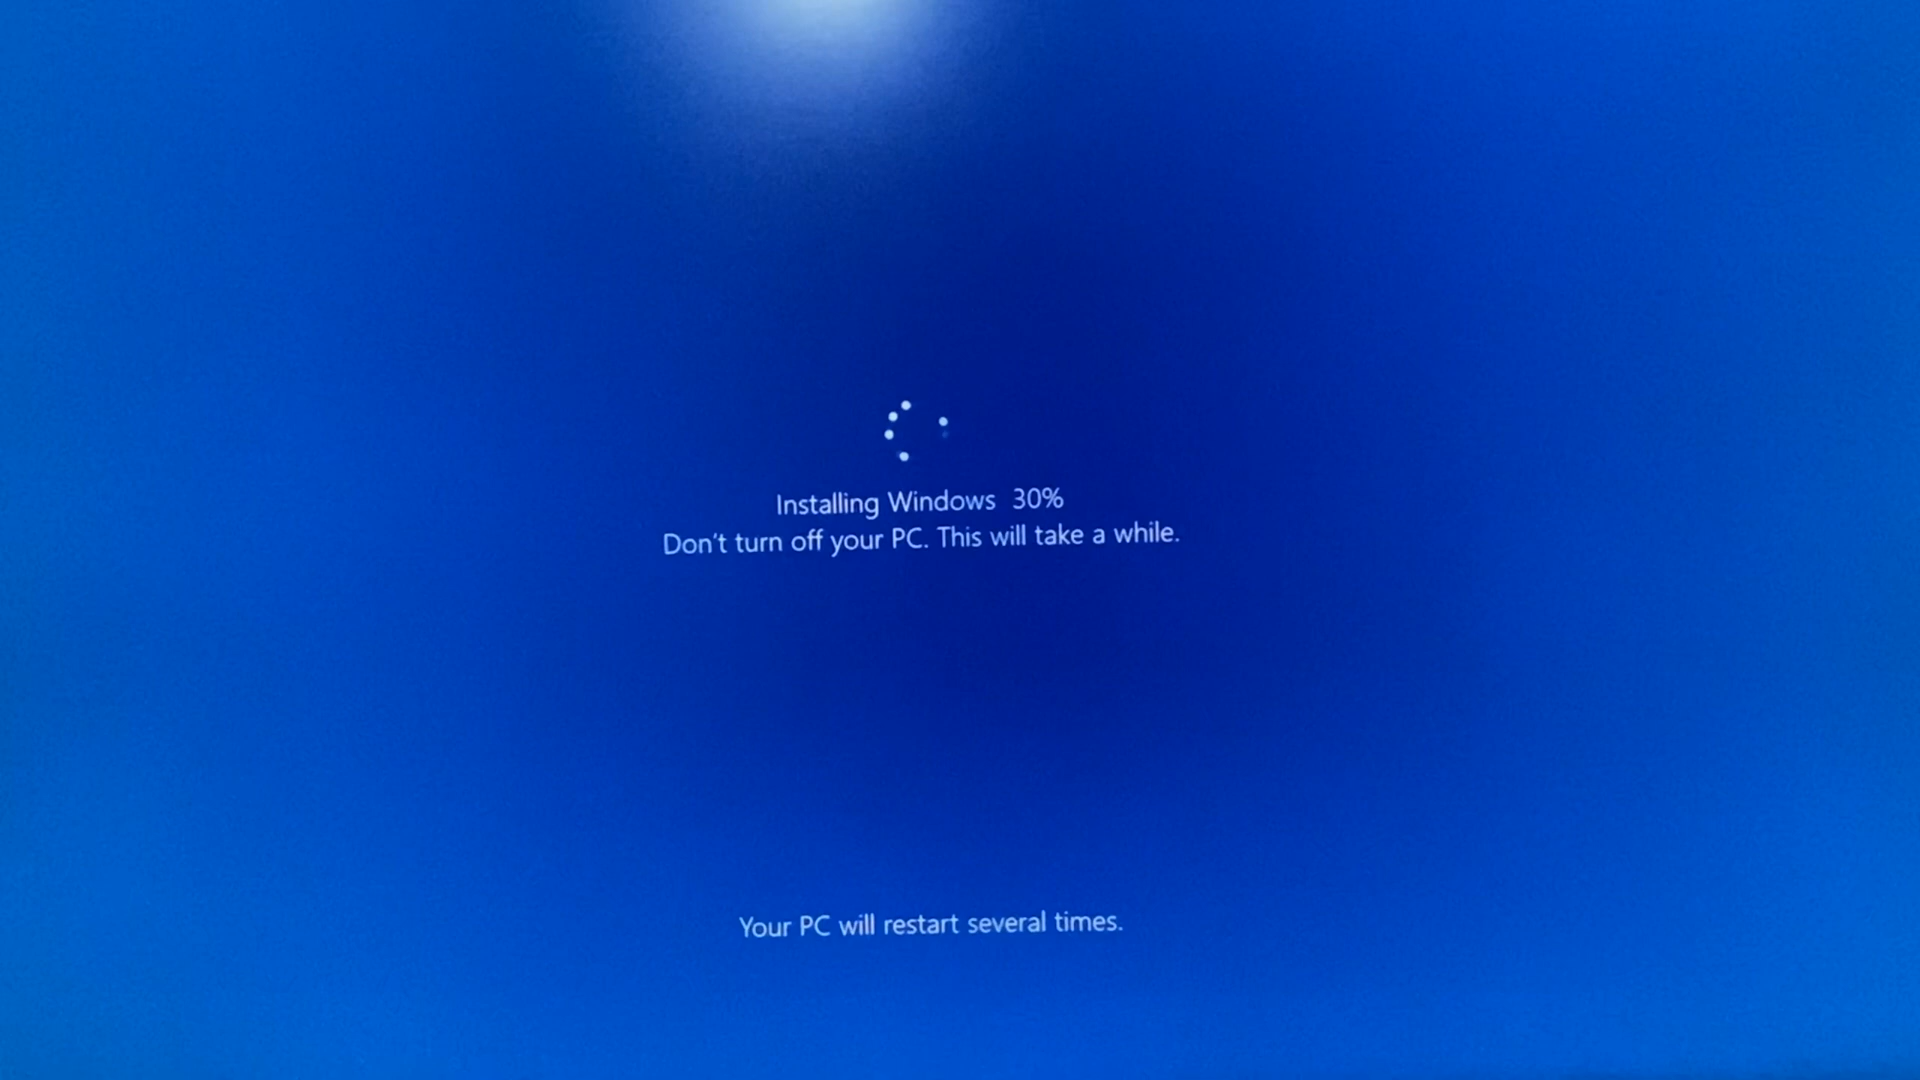 Installing Windows  30%
Don't turn off your PC. This will take a while.
Your PC will restart several times.